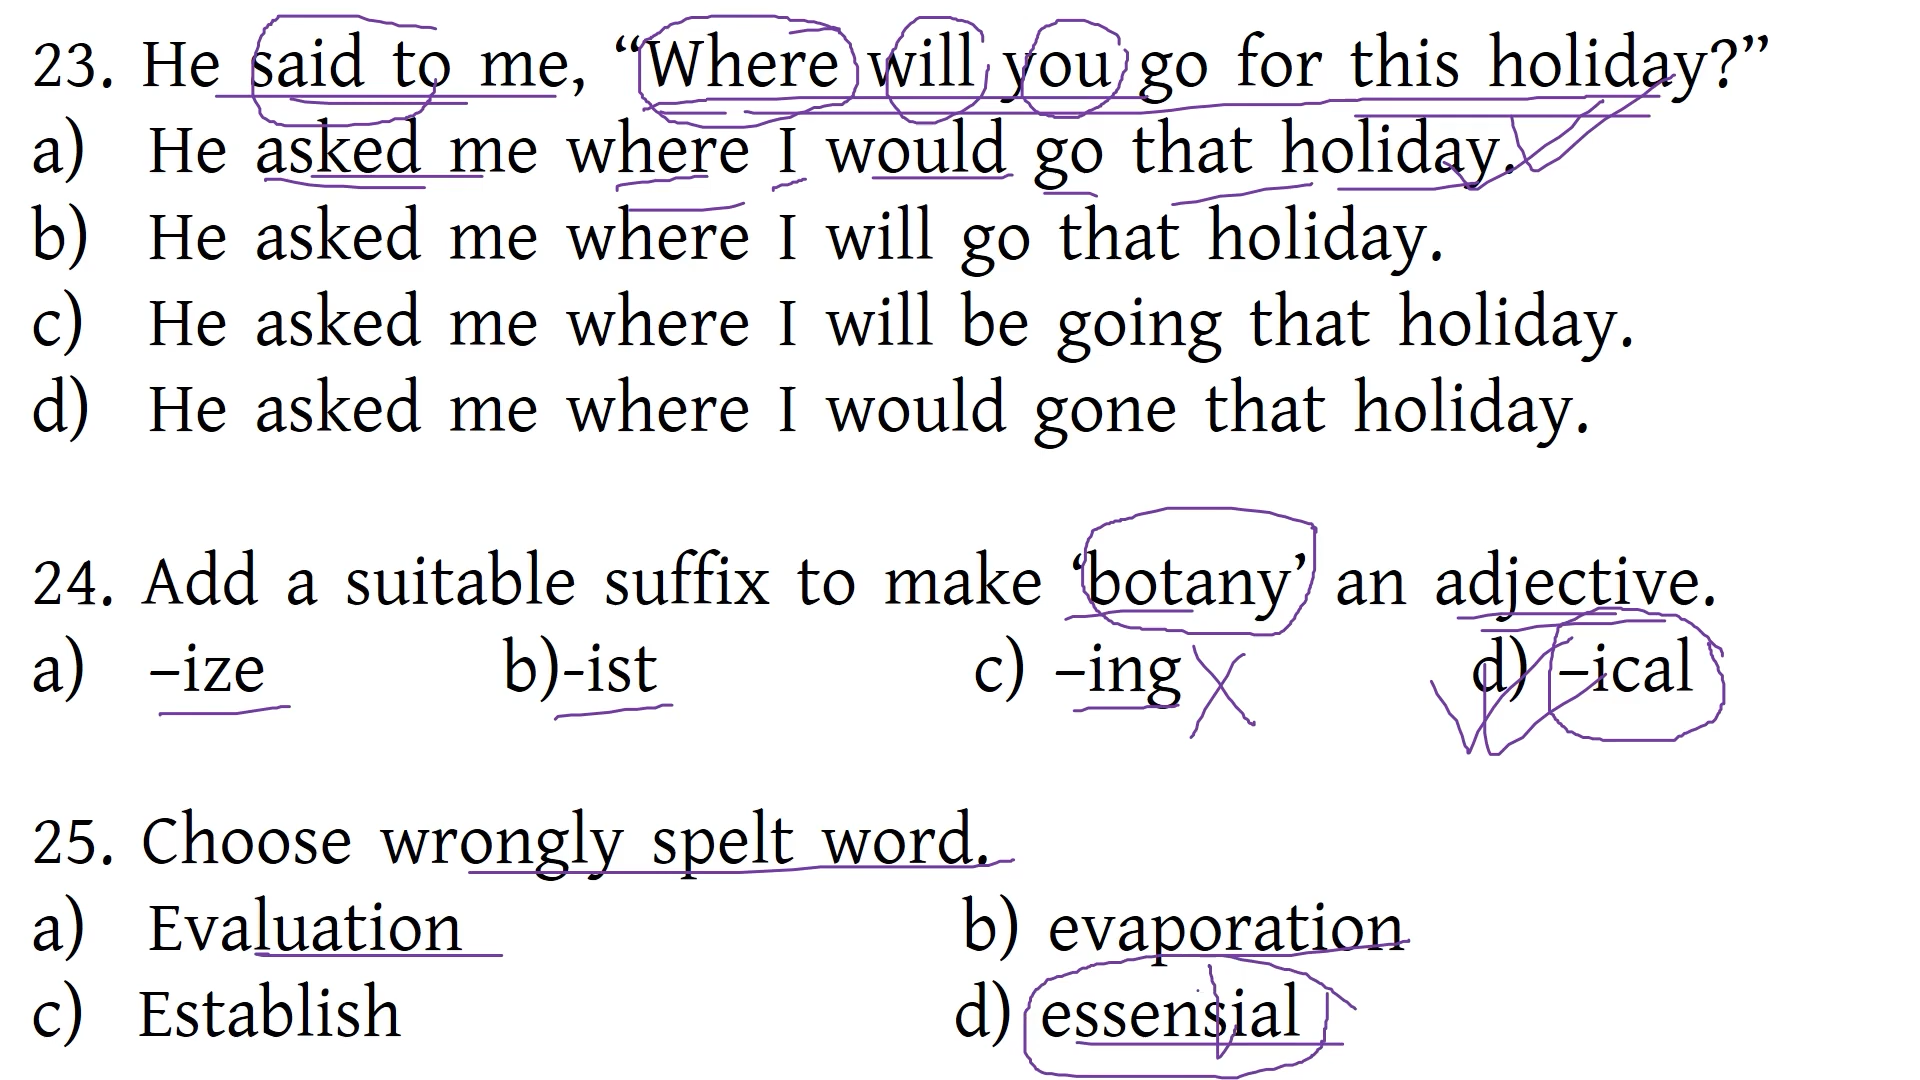 23. He said to me, “Where will you go for this holiday?”
a) He asked me where I would go that holiday.
b) He asked me where I will go that holiday.
c) He asked me where I will be going that holiday.
d) He asked me where I would gone that holiday.
24. Add a suitable suffix to make ‘botany’ an adjective.
a) –ize b)-ist c) –ing d) –ical
25. Choose wrongly spelt word.
a) Evaluation b) evaporation
c) Establish d) essensial